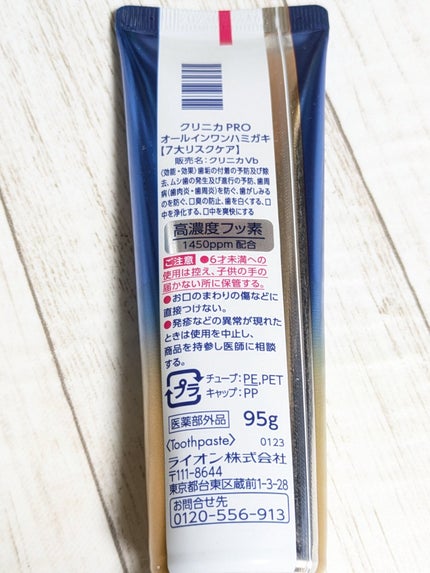 クリニカ PRO
オールインワンハミガキ
【7大リスクケア】
販売名：クリニカVb
(効能・効果) 歯垢の付着の予防及び除
去、ムシ歯の発生及び進行の予防、歯周
病(歯肉炎・歯周炎)を防ぐ、歯がしみる
のを防ぐ、口臭の防止、歯を白くする、口
中を浄化する、口中を爽快にする
高濃度フッ素
1450ppm 配合
ご注意 ●6才未満への
使用は控え、子供の手の
届かない所に保管する。
●お口のまわりの傷などに
直接つけない。
●発疹などの異常が現れた
ときは使用を中止し、
商品を持参し医師に相談
する。
プラ チューブ：PE,PET
キャップ：PP
医薬部外品 95g
〈Toothpaste〉 0123
ライオン株式会社
〒111-8644
東京都台東区蔵前1-3-28
お問合せ先
0120-556-913